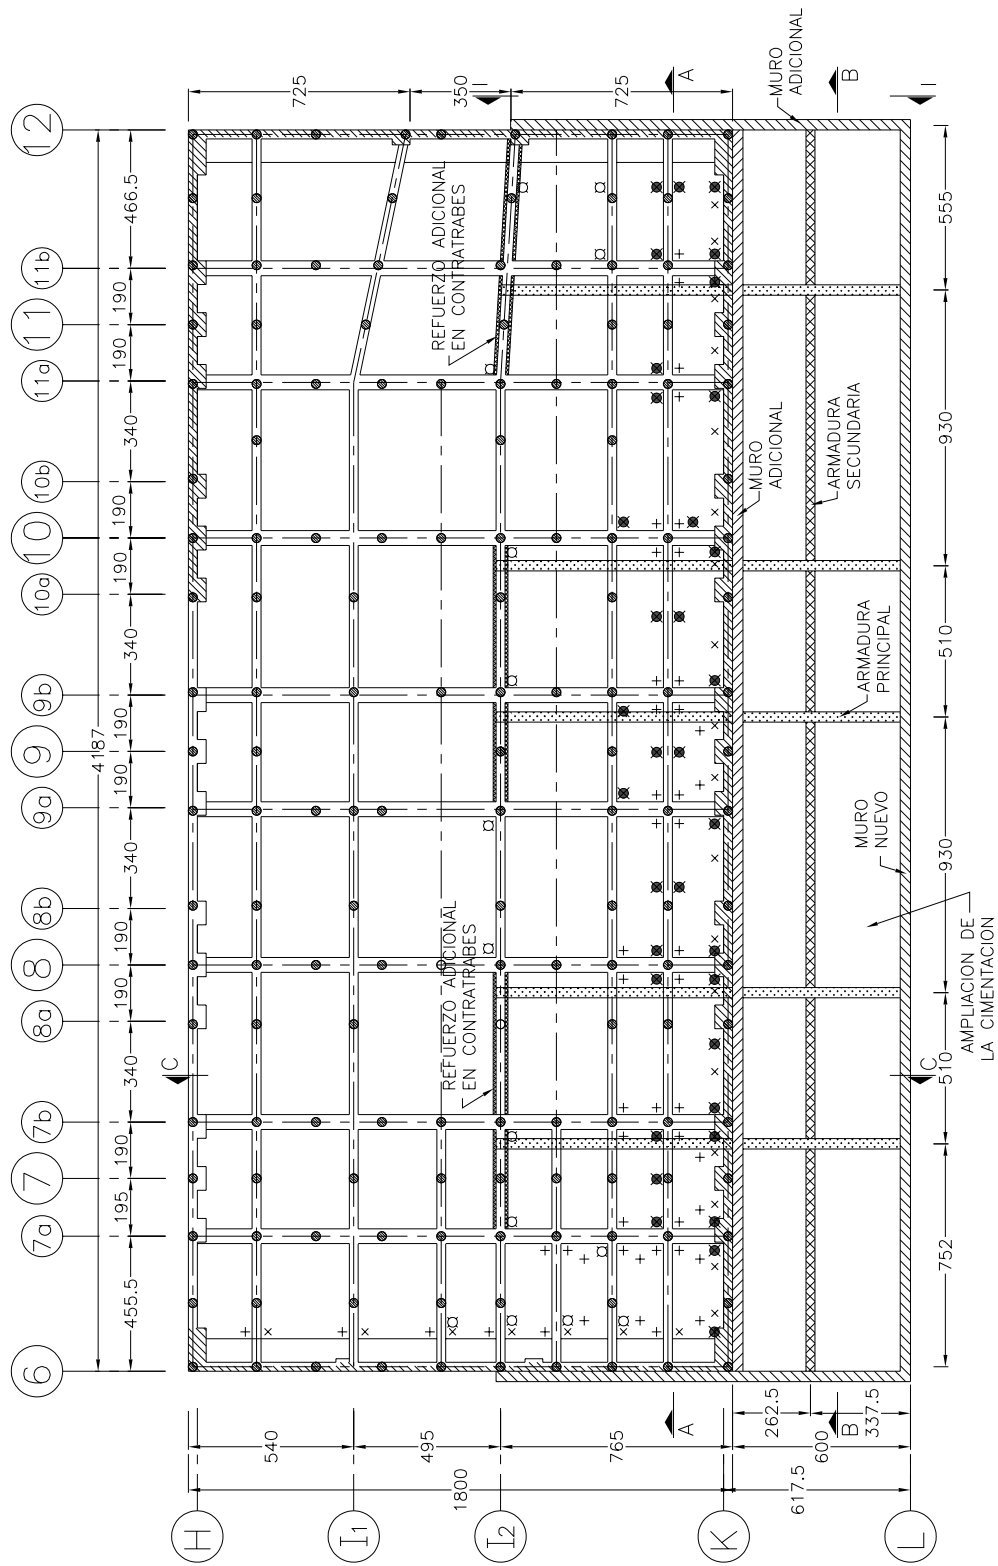 12
11b
11
11a
10b
10
10a
9b
9
9a
8b
8
8a
7b
7
7a
6
4187
466.5
190
190
340
190
190
340
190
190
340
190
190
340
190
195
455.5
725
350
725
I
A
B
I
MURO
ADICIONAL
REFUERZO ADICIONAL
EN CONTRATRABES
MURO
ADICIONAL
ARMADURA
SECUNDARIA
ARMADURA
PRINCIPAL
MURO
NUEVO
REFUERZO ADICIONAL
EN CONTRATRABES
AMPLIACION DE
LA CIMENTACION
555
930
510
930
510
752
C
C
A
B
540
495
765
262.5
337.5
1800
600
617.5
H
I1
I2
K
L